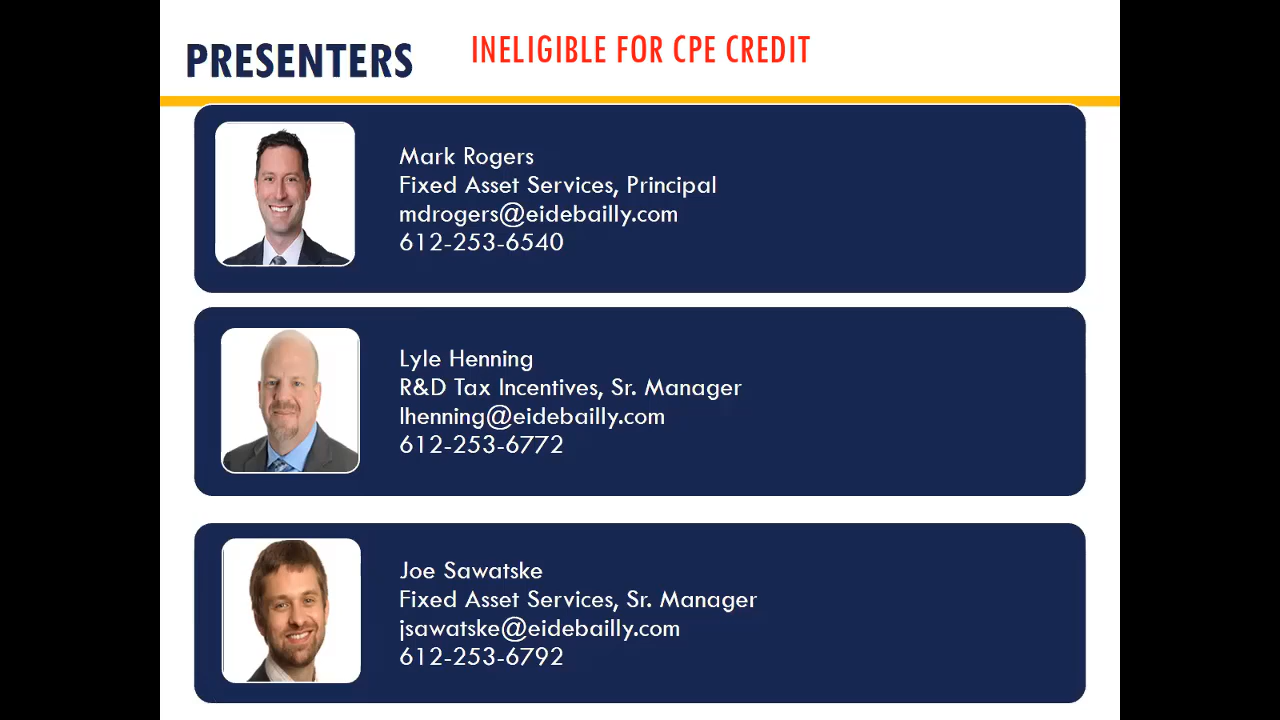 PRESENTERS
INELIGIBLE FOR CPE CREDIT
Mark Rogers
Fixed Asset Services, Principal
mdrogers@eidebailly.com
612-253-6540
Lyle Henning
R&D Tax Incentives, Sr. Manager
lhenning@eidebailly.com
612-253-6772
Joe Sawatske
Fixed Asset Services, Sr. Manager
jsawatske@eidebailly.com
612-253-6792